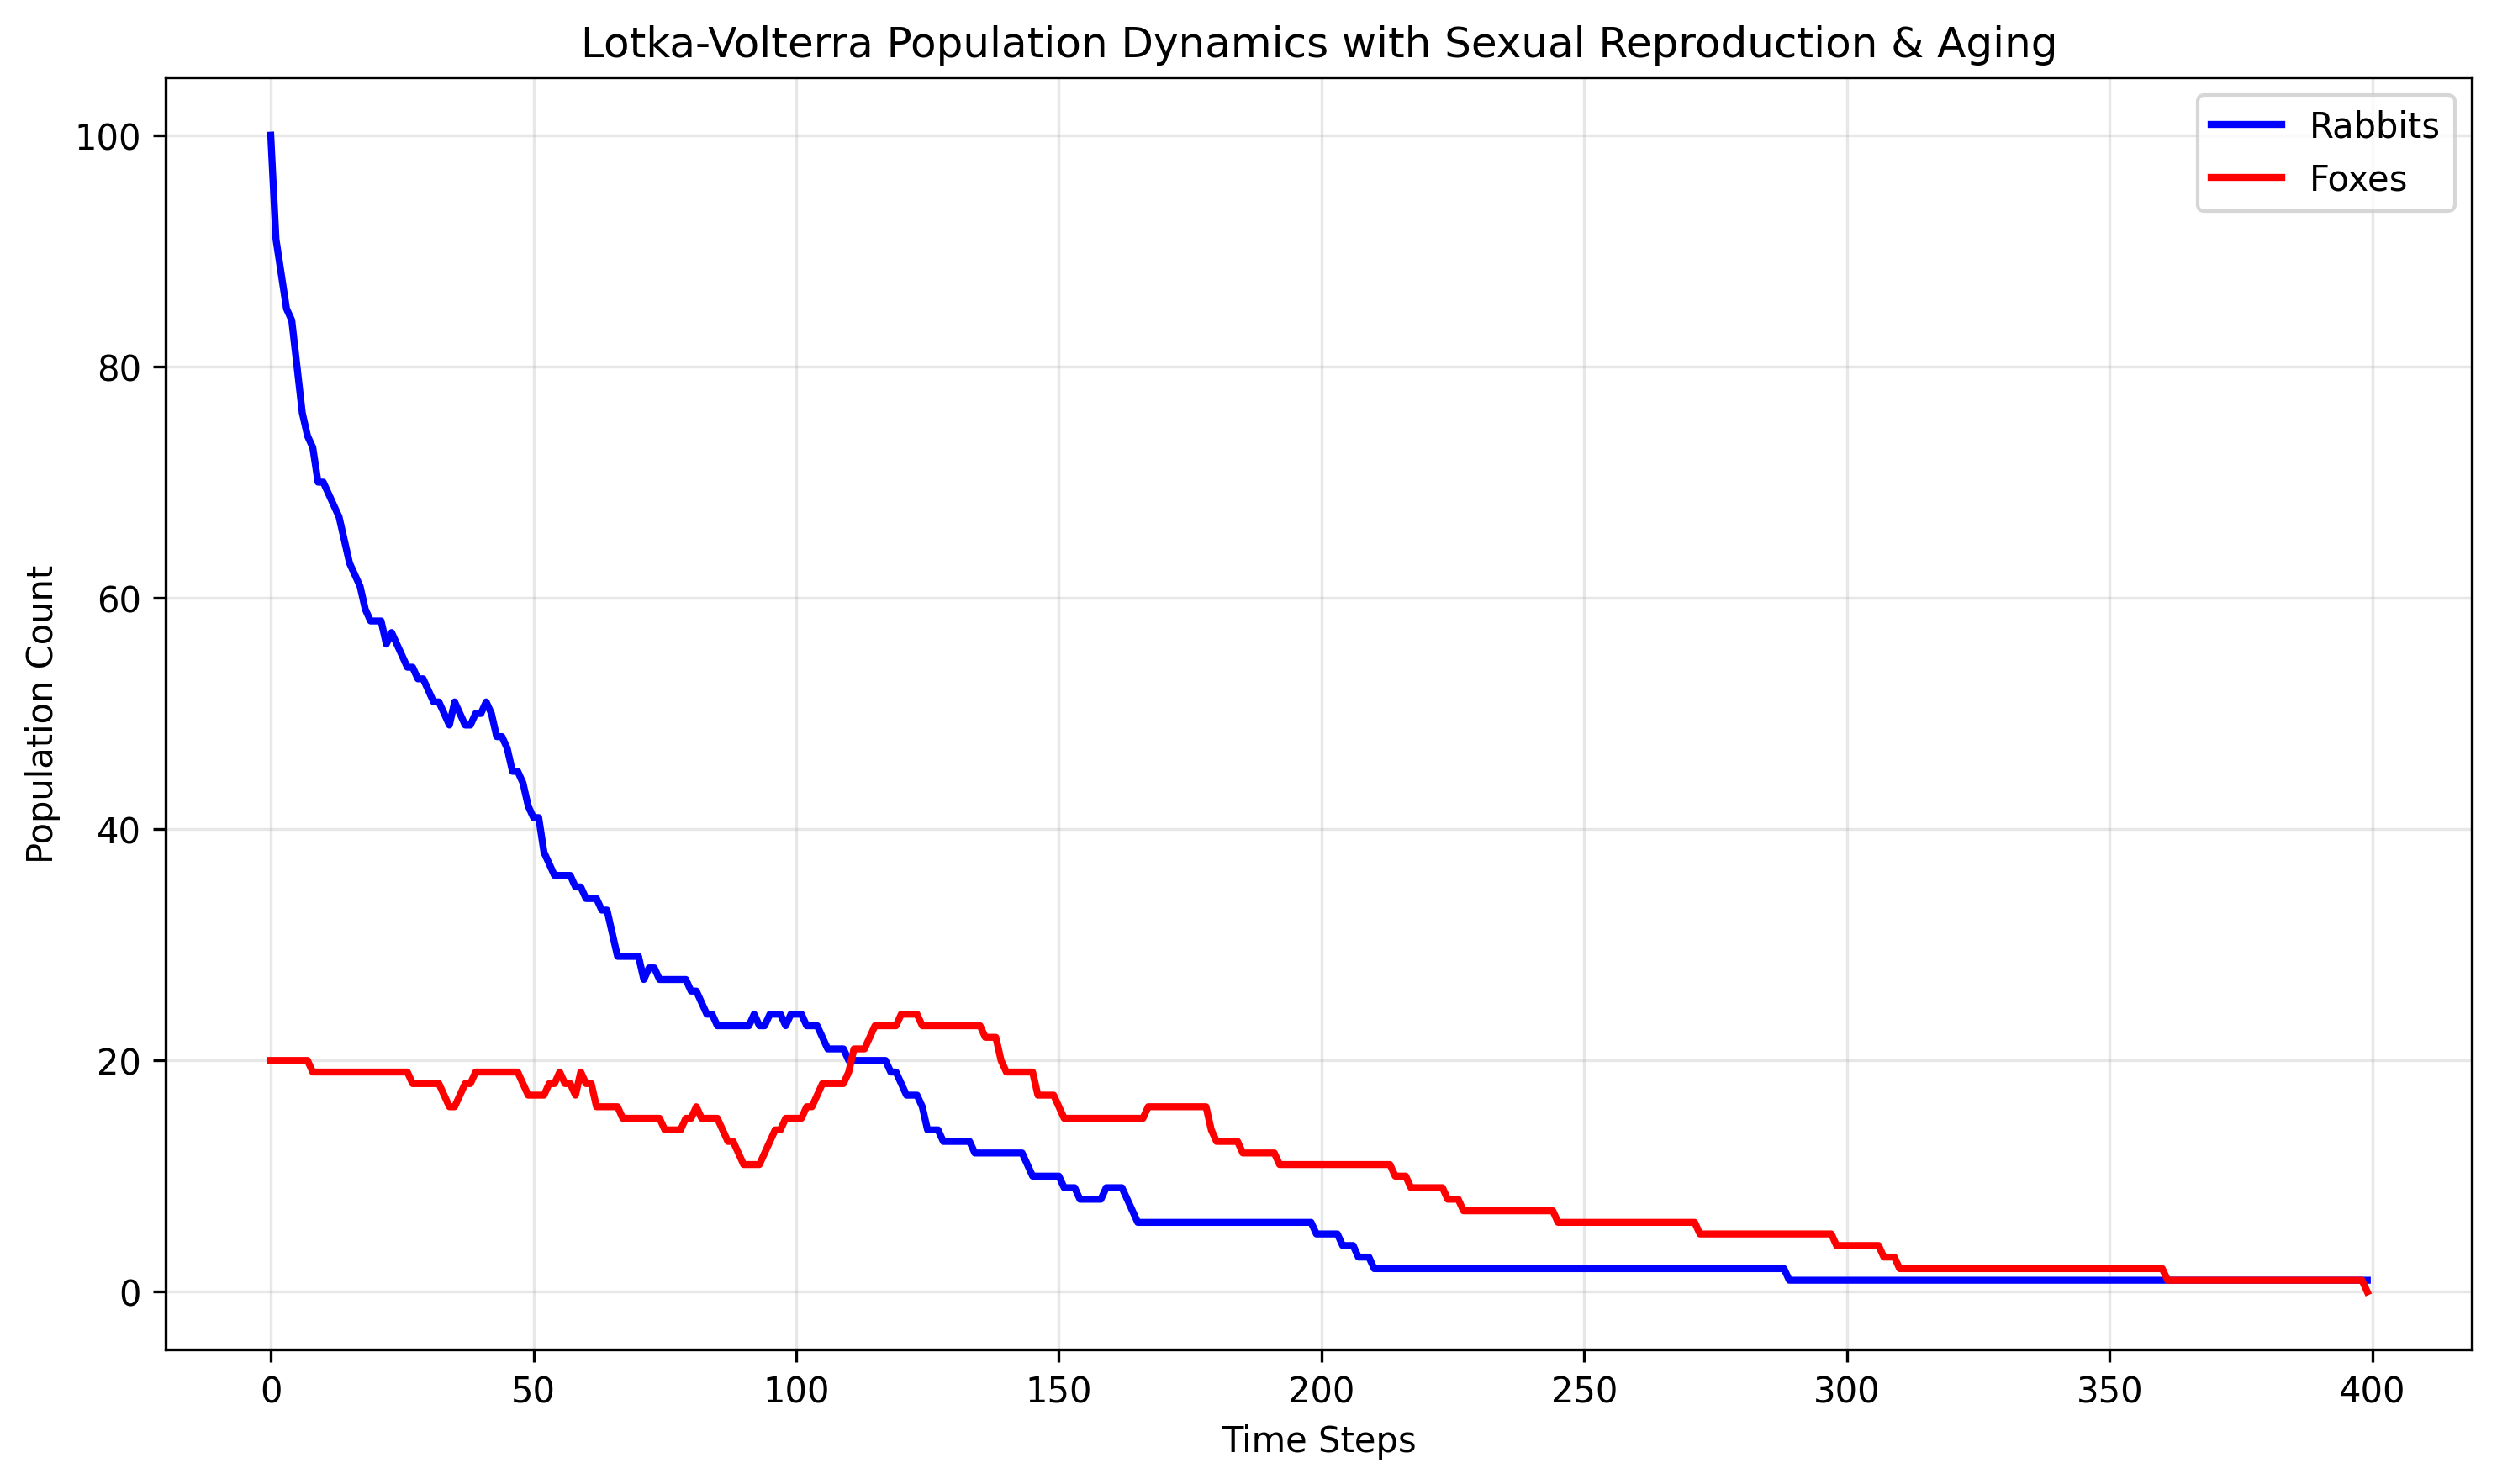 Lotka-Volterra Population Dynamics with Sexual Reproduction & Aging
Rabbits
Foxes
Population Count
100
80
60
40
20
0
0 50 100 150 200 250 300 350 400
Time Steps